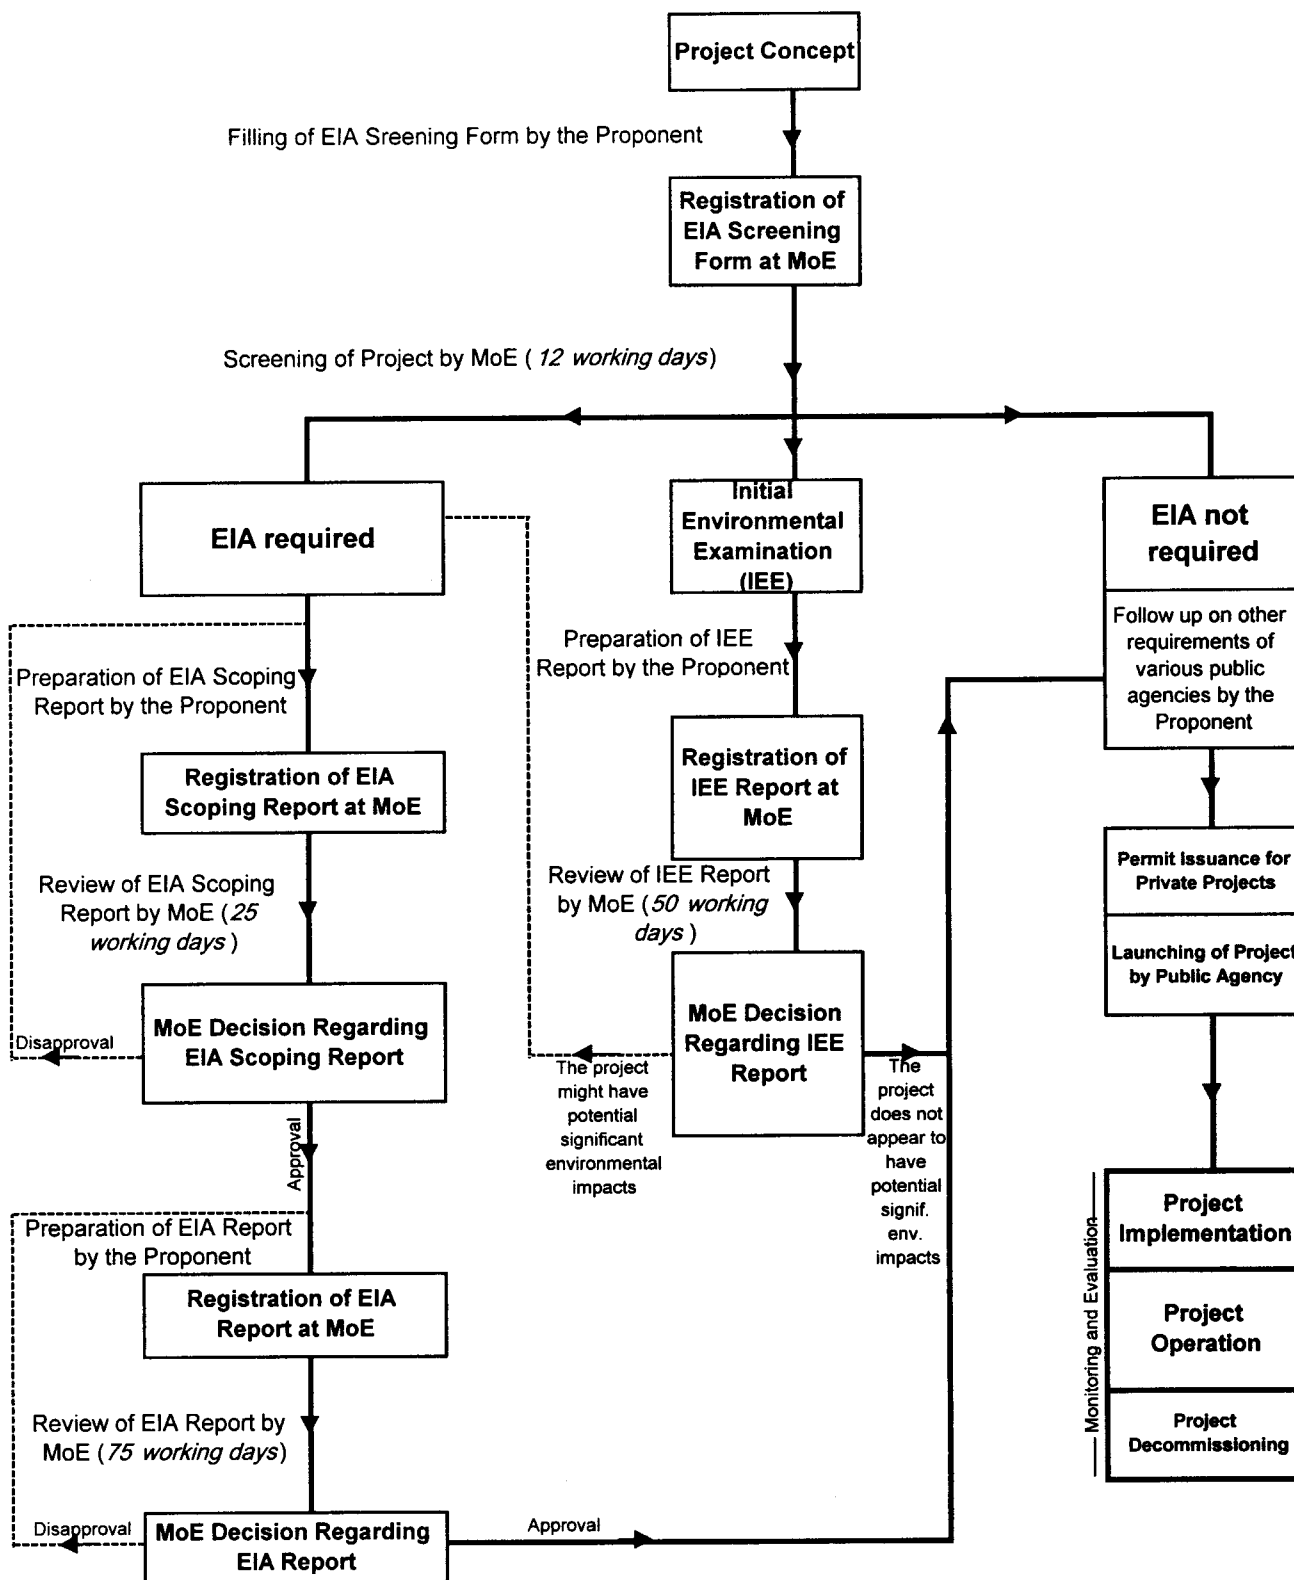 Project Concept
Filling of EIA Sreening Form by the Proponent
Registration of
EIA Screening
Form at MoE
Screening of Project by MoE ( 12 working days)
EIA required
Initial
Environmental
Examination
(IEE)
EIA not
required
Follow up on other
requirements of
various public
agencies by the
Proponent
Preparation of EIA Scoping
Report by the Proponent
Preparation of IEE
Report by the Proponent
Registration of EIA
Scoping Report at MoE
Registration of
IEE Report at
MoE
Permit Issuance for
Private Projects
Launching of Project
by Public Agency
Review of EIA Scoping
Report by MoE (25
working days )
Review of IEE Report
by MoE (50 working
days )
MoE Decision Regarding
EIA Scoping Report
Disapproval
MoE Decision
Regarding IEE
Report
The project
might have
potential
significant
environmental
impacts
The
project
does not
appear to
have
potential
signif.
env.
impacts
Approval
Preparation of EIA Report
by the Proponent
Registration of EIA
Report at MoE
Review of EIA Report by
MoE (75 working days)
Disapproval
MoE Decision Regarding
EIA Report
Approval
Monitoring and Evaluation
Project
Implementation
Project
Operation
Project
Decommissioning